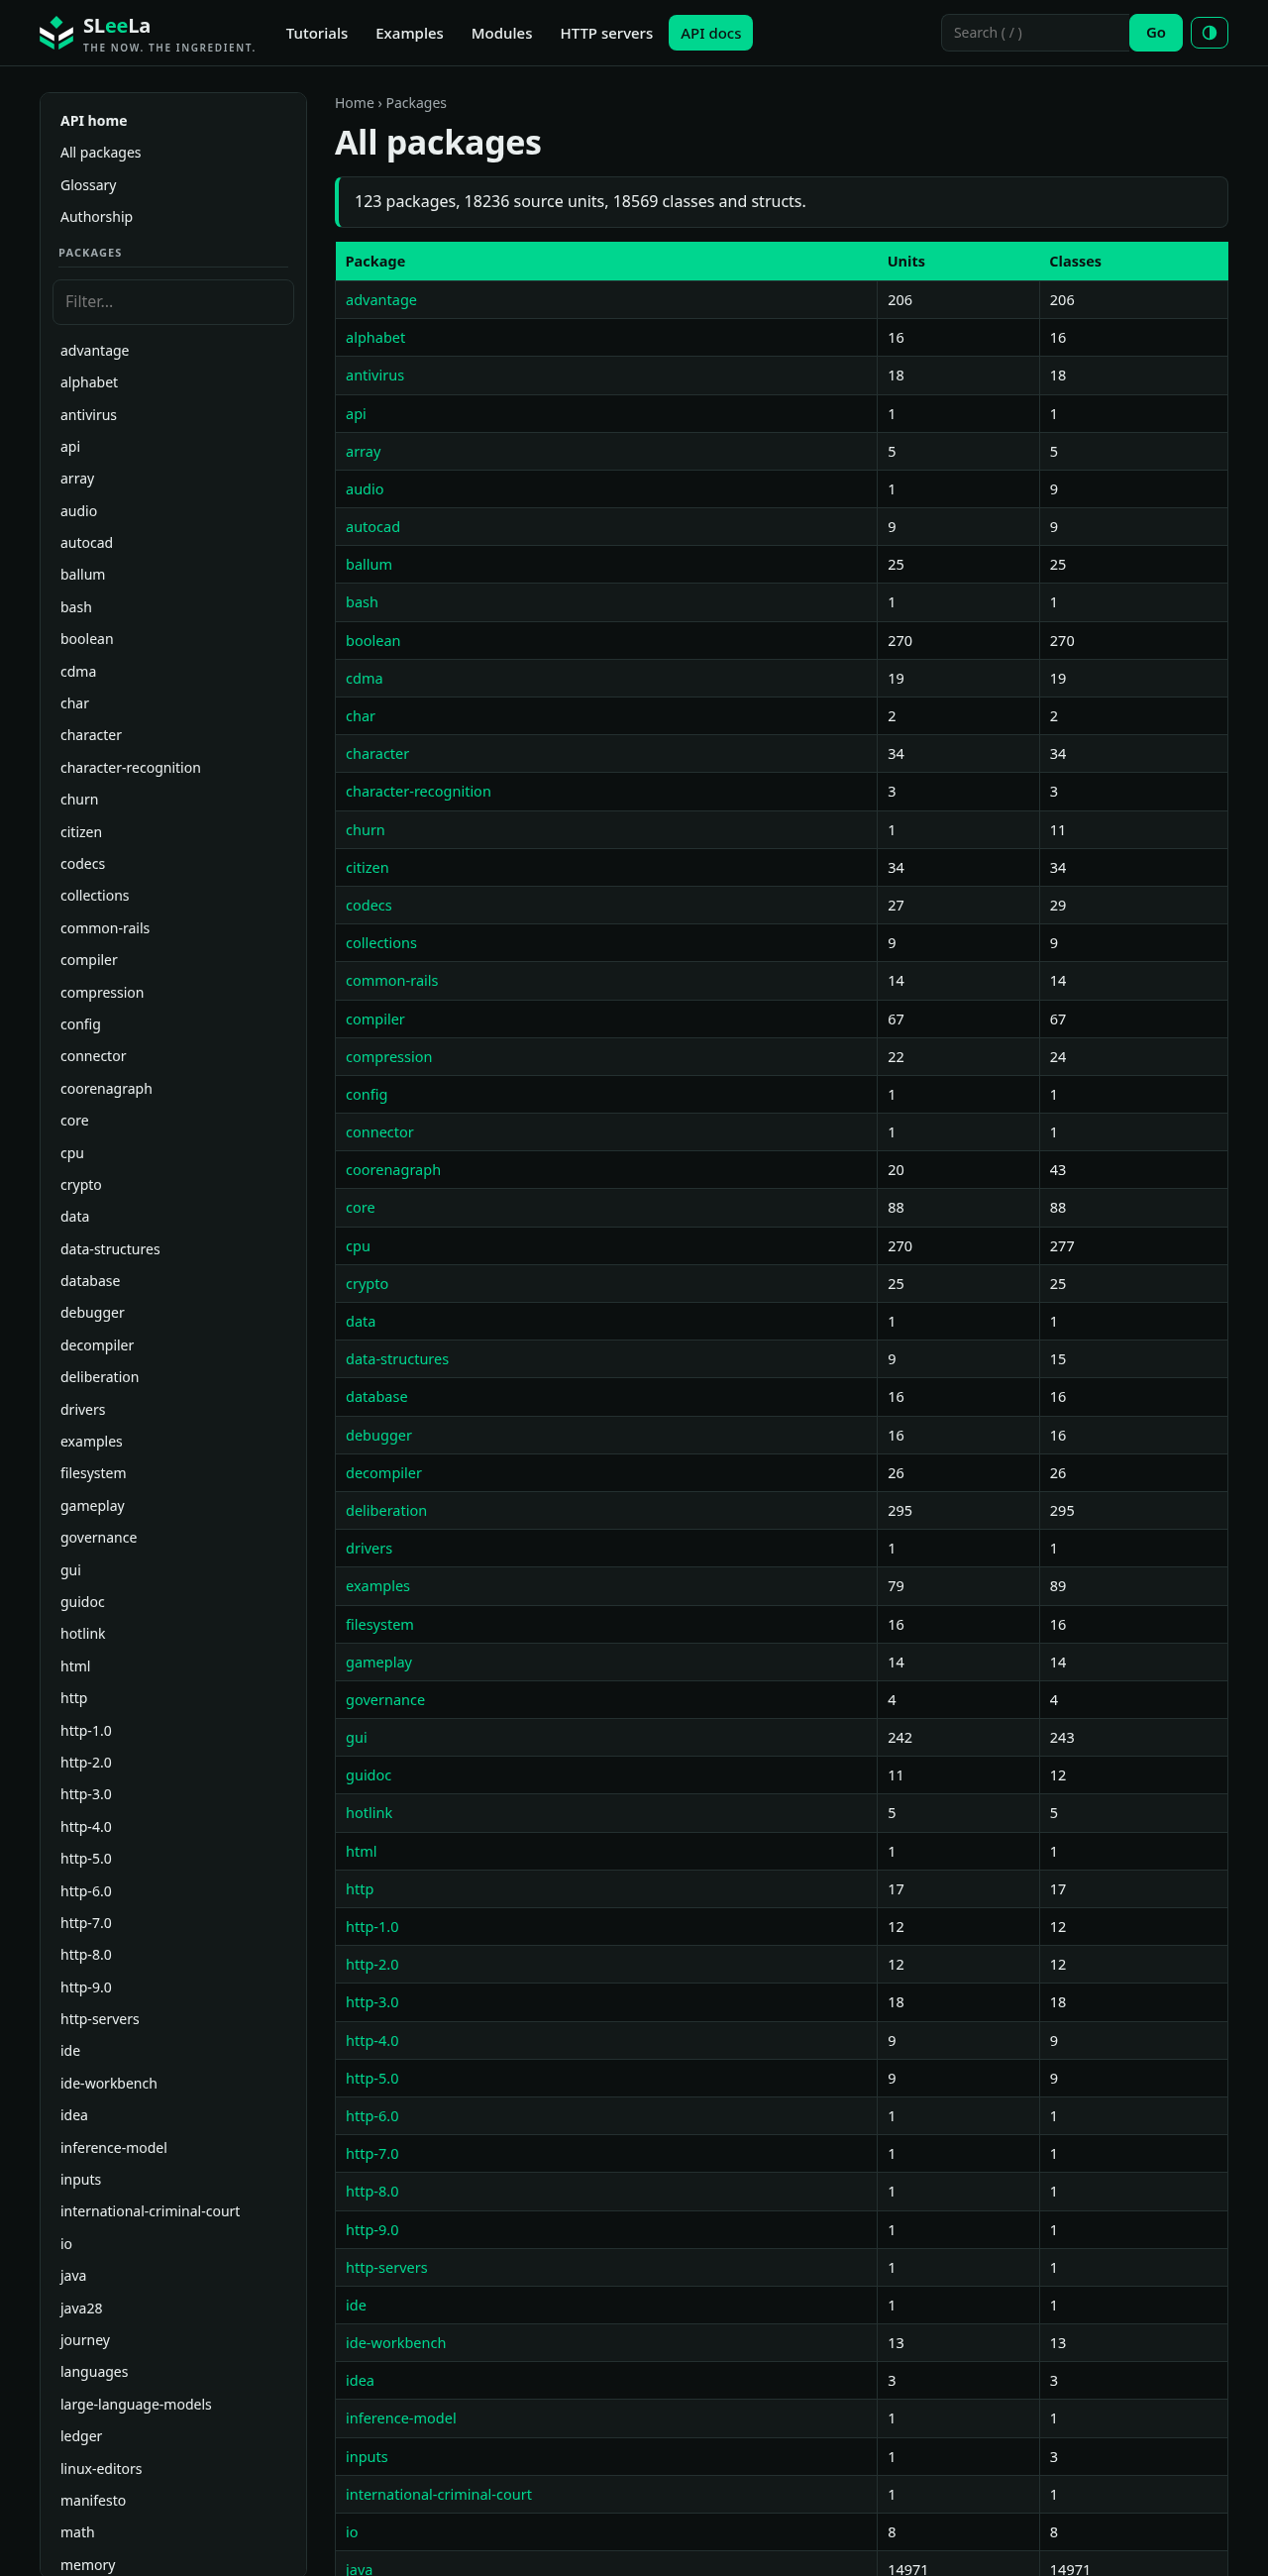 SLeeLa
THE NOW. THE INGREDIENT.
Tutorials Examples Modules HTTP servers API docs
Search ( / ) Go
API home
All packages
Glossary
Authorship
PACKAGES
Filter...
advantage
alphabet
antivirus
api
array
audio
autocad
ballum
bash
boolean
cdma
char
character
character-recognition
churn
citizen
codecs
collections
common-rails
compiler
compression
config
connector
coorenagraph
core
cpu
crypto
data
data-structures
database
debugger
decompiler
deliberation
drivers
examples
filesystem
gameplay
governance
gui
guidoc
hotlink
html
http
http-1.0
http-2.0
http-3.0
http-4.0
http-5.0
http-6.0
http-7.0
http-8.0
http-9.0
http-servers
ide
ide-workbench
idea
inference-model
inputs
international-criminal-court
io
java
java28
journey
languages
large-language-models
ledger
linux-editors
manifesto
math
memory
Home › Packages
All packages
123 packages, 18236 source units, 18569 classes and structs.
Package Units Classes
advantage 206 206
alphabet 16 16
antivirus 18 18
api 1 1
array 5 5
audio 1 9
autocad 9 9
ballum 25 25
bash 1 1
boolean 270 270
cdma 19 19
char 2 2
character 34 34
character-recognition 3 3
churn 1 11
citizen 34 34
codecs 27 29
collections 9 9
common-rails 14 14
compiler 67 67
compression 22 24
config 1 1
connector 1 1
coorenagraph 20 43
core 88 88
cpu 270 277
crypto 25 25
data 1 1
data-structures 9 15
database 16 16
debugger 16 16
decompiler 26 26
deliberation 295 295
drivers 1 1
examples 79 89
filesystem 16 16
gameplay 14 14
governance 4 4
gui 242 243
guidoc 11 12
hotlink 5 5
html 1 1
http 17 17
http-1.0 12 12
http-2.0 12 12
http-3.0 18 18
http-4.0 9 9
http-5.0 9 9
http-6.0 1 1
http-7.0 1 1
http-8.0 1 1
http-9.0 1 1
http-servers 1 1
ide 1 1
ide-workbench 13 13
idea 3 3
inference-model 1 1
inputs 1 3
international-criminal-court 1 1
io 8 8
java 14971 14971